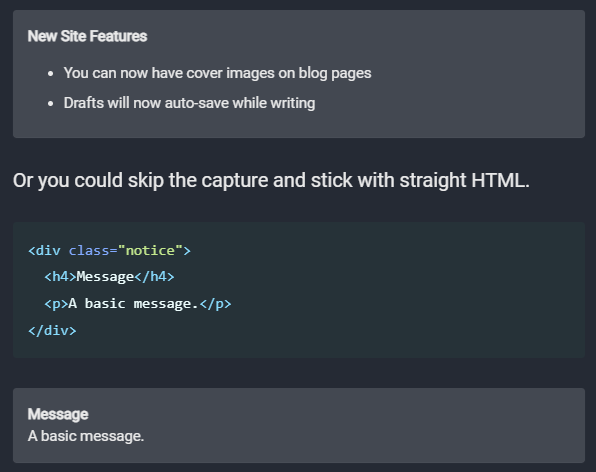 New Site Features
• You can now have cover images on blog pages
• Drafts will now auto-save while writing
Or you could skip the capture and stick with straight HTML.
<div class="notice">
  <h4>Message</h4>
  <p>A basic message.</p>
</div>
Message
A basic message.